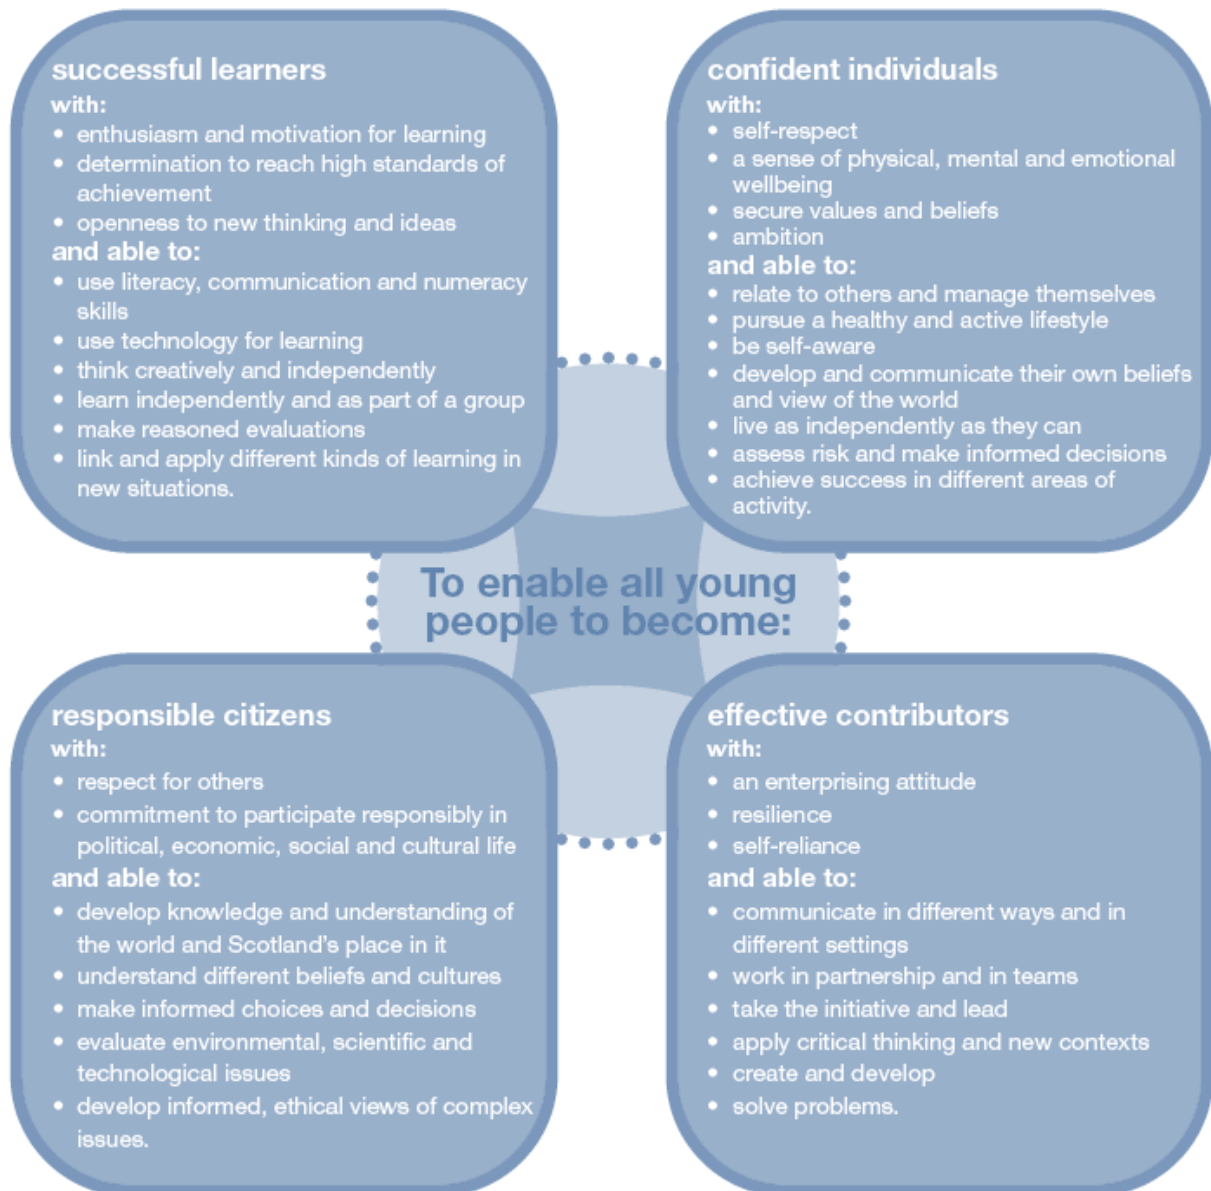 successful learners
with:
• enthusiasm and motivation for learning
• determination to reach high standards of
achievement
• openness to new thinking and ideas
and able to:
• use literacy, communication and numeracy
skills
• use technology for learning
• think creatively and independently
• learn independently and as part of a group
• make reasoned evaluations
• link and apply different kinds of learning in
new situations.
confident individuals
with:
• self-respect
• a sense of physical, mental and emotional
wellbeing
• secure values and beliefs
• ambition
and able to:
• relate to others and manage themselves
• pursue a healthy and active lifestyle
• be self-aware
• develop and communicate their own beliefs
and view of the world
• live as independently as they can
• assess risk and make informed decisions
• achieve success in different areas of
activity.
To enable all young
people to become:
responsible citizens
with:
• respect for others
• commitment to participate responsibly in
political, economic, social and cultural life
and able to:
• develop knowledge and understanding of
the world and Scotland's place in it
• understand different beliefs and cultures
• make informed choices and decisions
• evaluate environmental, scientific and
technological issues
• develop informed, ethical views of complex
issues.
effective contributors
with:
• an enterprising attitude
• resilience
• self-reliance
and able to:
• communicate in different ways and in
different settings
• work in partnership and in teams
• take the initiative and lead
• apply critical thinking and new contexts
• create and develop
• solve problems.